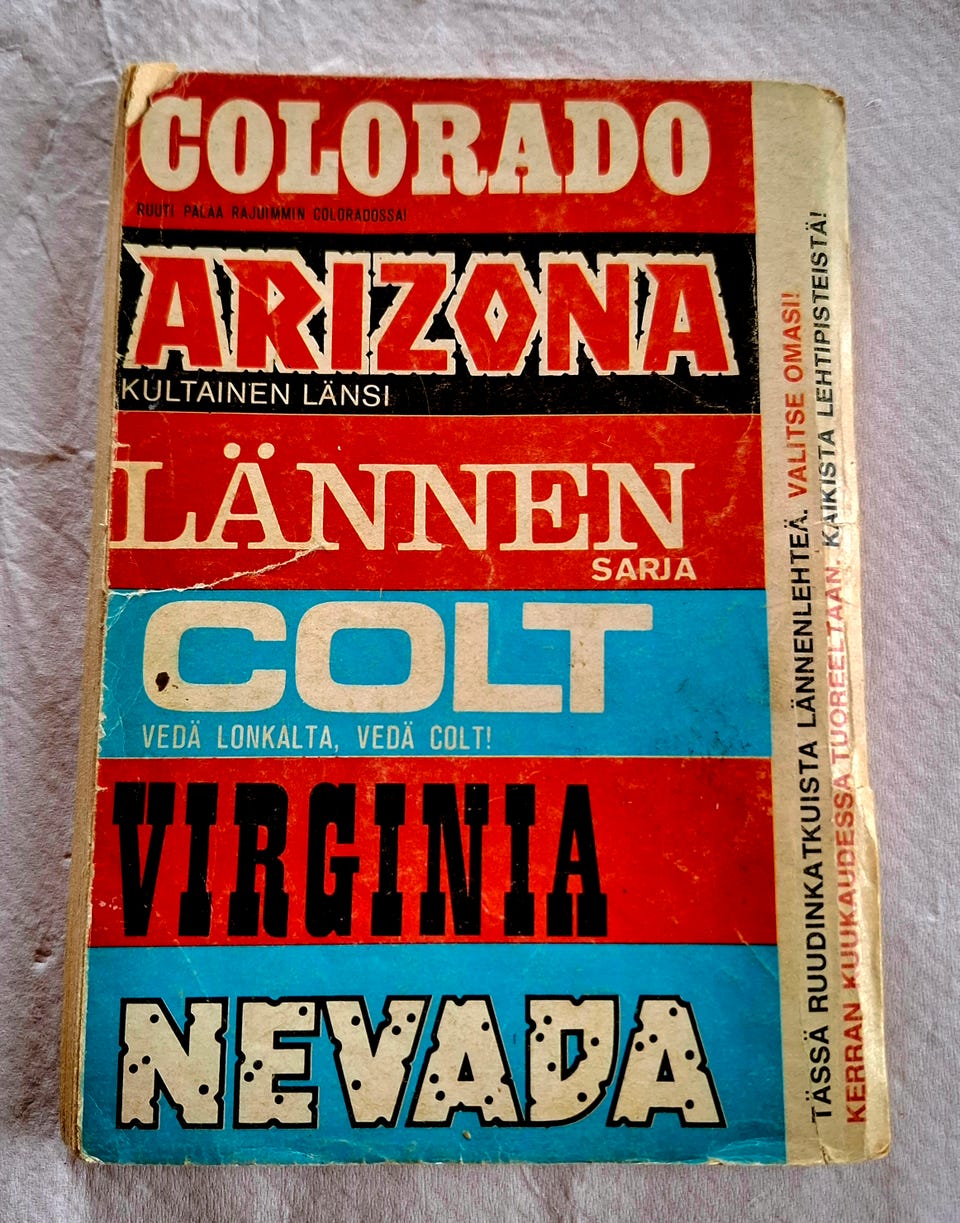 COLORADO
RUUTI PALAA RAJUIMMIN COLORADOSSA!
ARIZONA
KULTAINEN LÄNSI
LÄNNEN
SARJA
COLT
VEDÄ LONKALTA, VEDÄ COLT!
VIRGINIA
NEVADA
TÄSSÄ RUUDINKATKUISTA LÄNNENLEHTEÄ. VALITSE OMASI!
KERRAN KUUKAUDESSA TUOREELTAAN. KAIKISTA LEHTIPISTEISTÄ!